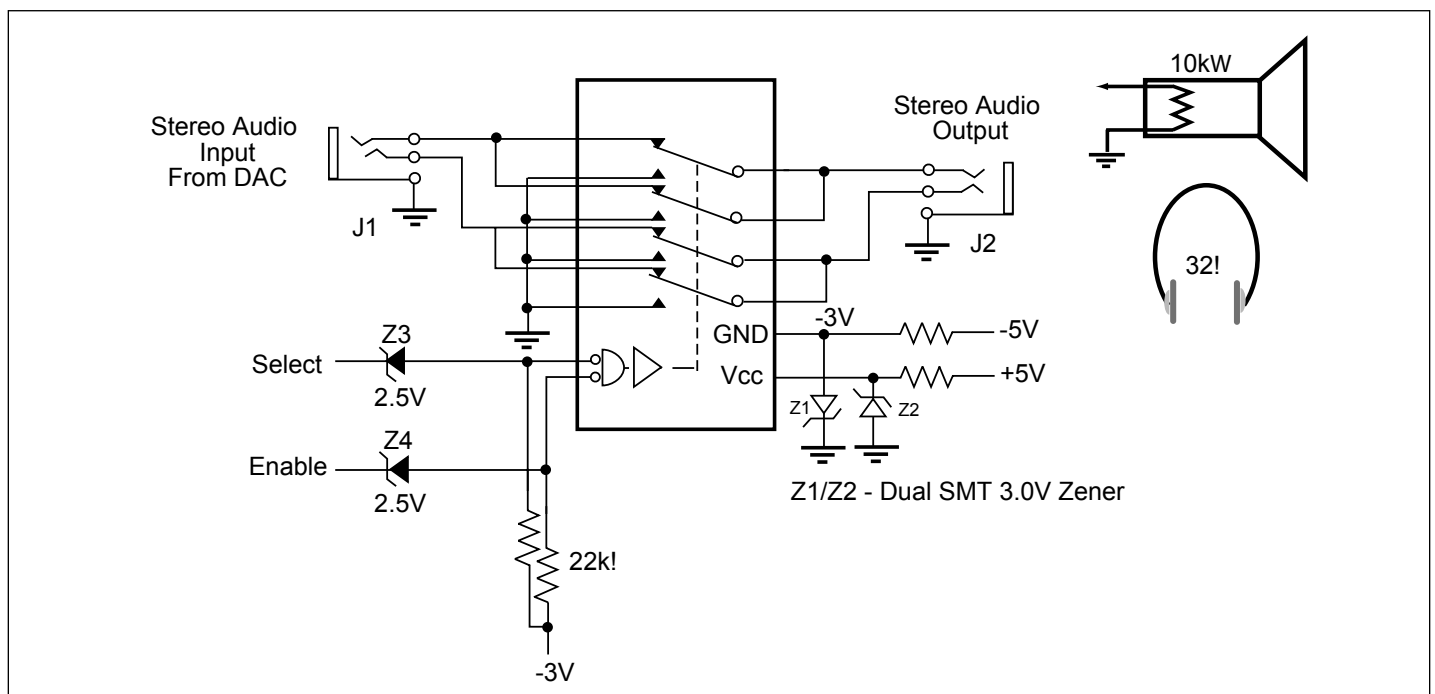 Stereo Audio
Input
From DAC
J1
Stereo Audio
Output
J2
10kW
32!
GND
-3V
-5V
Vcc
+5V
Z1
Z2
Z1/Z2 - Dual SMT 3.0V Zener
Select
Z3
2.5V
Enable
Z4
2.5V
22k!
-3V